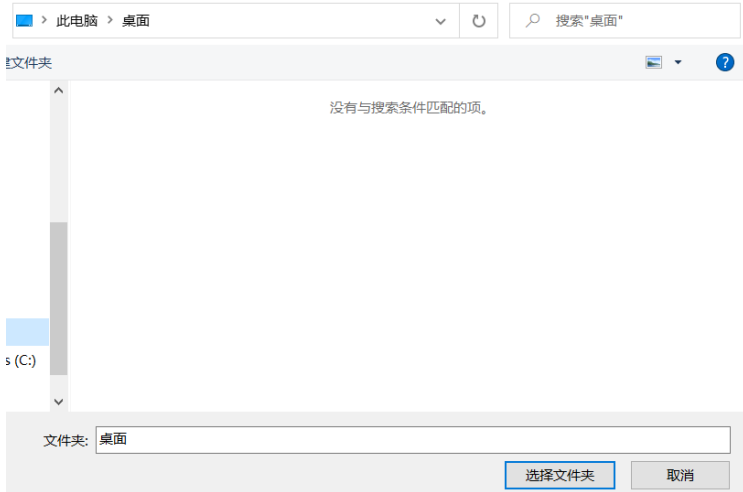 此电脑 > 桌面 搜索"桌面"
建文件夹
没有与搜索条件匹配的项。
s (C:)
文件夹: 桌面
选择文件夹 取消